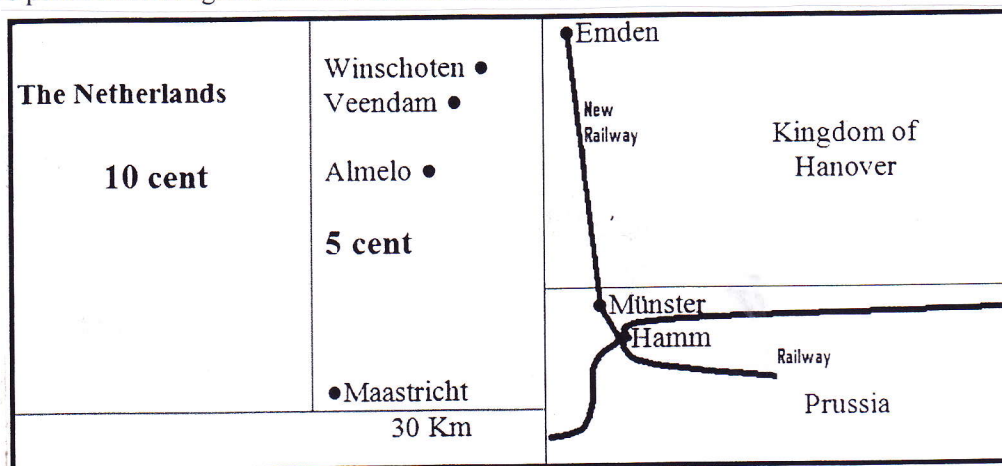 The Netherlands
10 cent
Winschoten
Veendam
Almelo
5 cent
Maastricht
30 Km
Emden
New
Railway
Kingdom of
Hanover
Münster
Hamm
Railway
Prussia